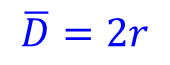 D̅ = 2r